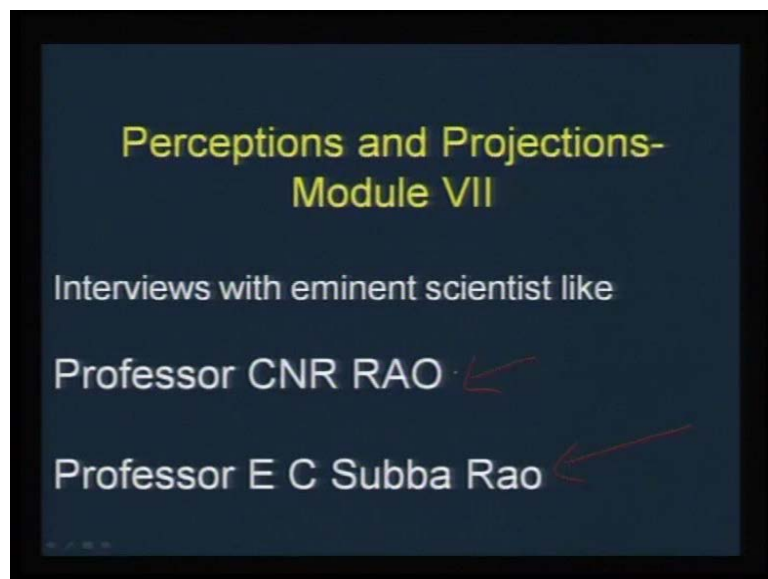 Perceptions and Projections-
Module VII
Interviews with eminent scientist like
Professor CNR RAO
Professor E C Subba Rao